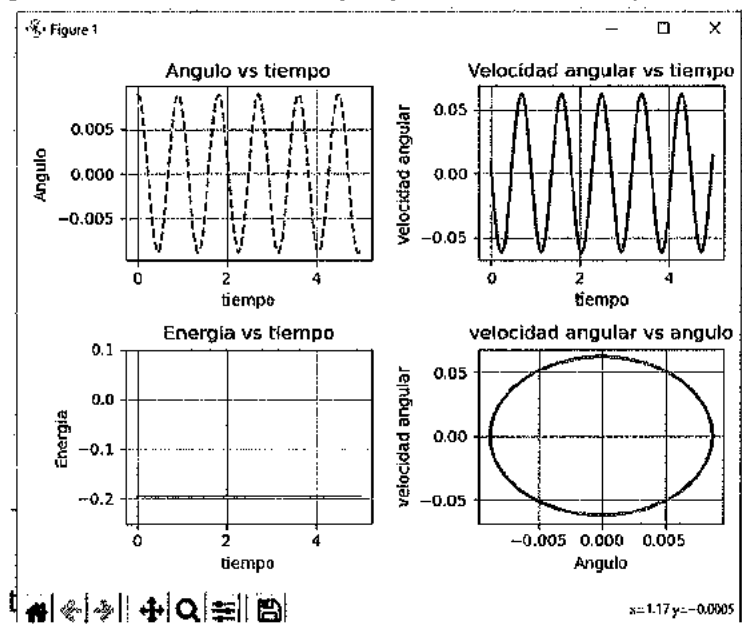 Figure 1
Angulo vs tiempo
Angulo
0.005
0.000
−0.005
0 2 4
tiempo
Velocidad angular vs tiempo
velocidad angular
0.05
0.00
−0.05
0 2 4
tiempo
Energia vs tiempo
Energia
0.1
0.0
−0.1
−0.2
0 2 4
tiempo
velocidad angular vs angulo
velocidad angular
0.05
0.00
−0.05
−0.005 0.000 0.005
Angulo
x=1.17 y=−0.0005